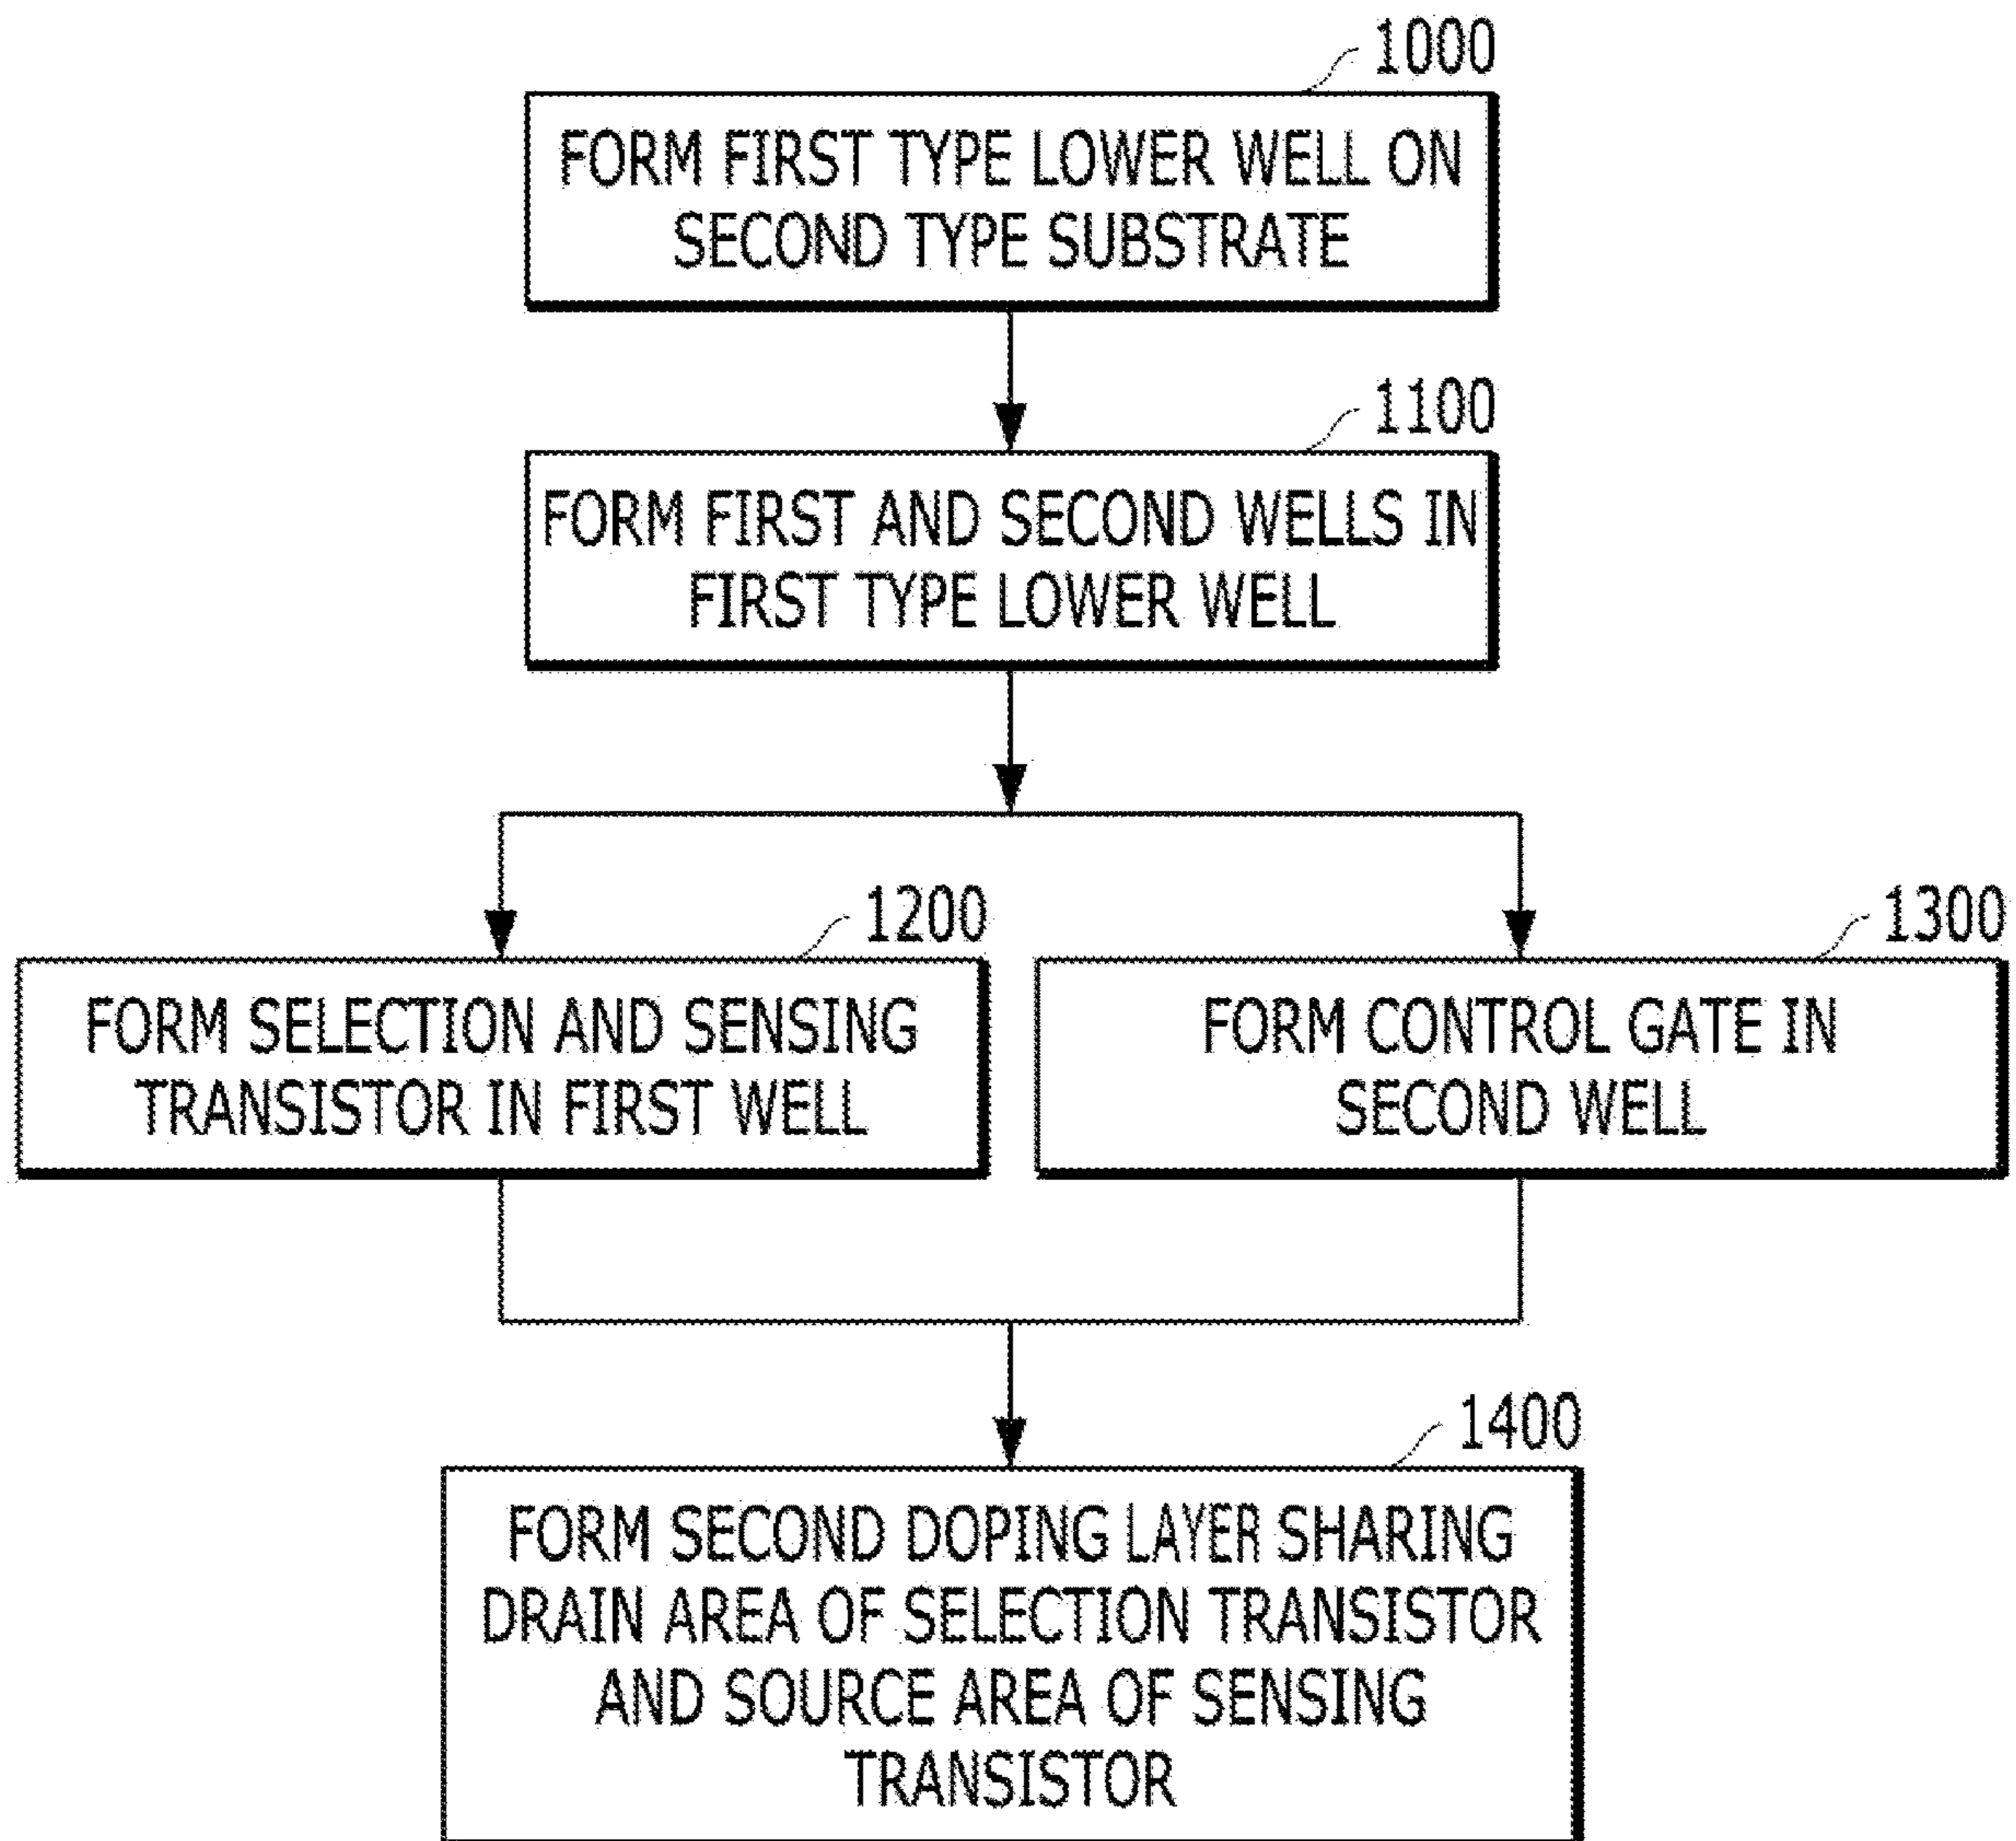 1000
FORM FIRST TYPE LOWER WELL ON
SECOND TYPE SUBSTRATE
1100
FORM FIRST AND SECOND WELLS IN
FIRST TYPE LOWER WELL
1200
FORM SELECTION AND SENSING
TRANSISTOR IN FIRST WELL
1300
FORM CONTROL GATE IN
SECOND WELL
1400
FORM SECOND DOPING LAYER SHARING
DRAIN AREA OF SELECTION TRANSISTOR
AND SOURCE AREA OF SENSING
TRANSISTOR